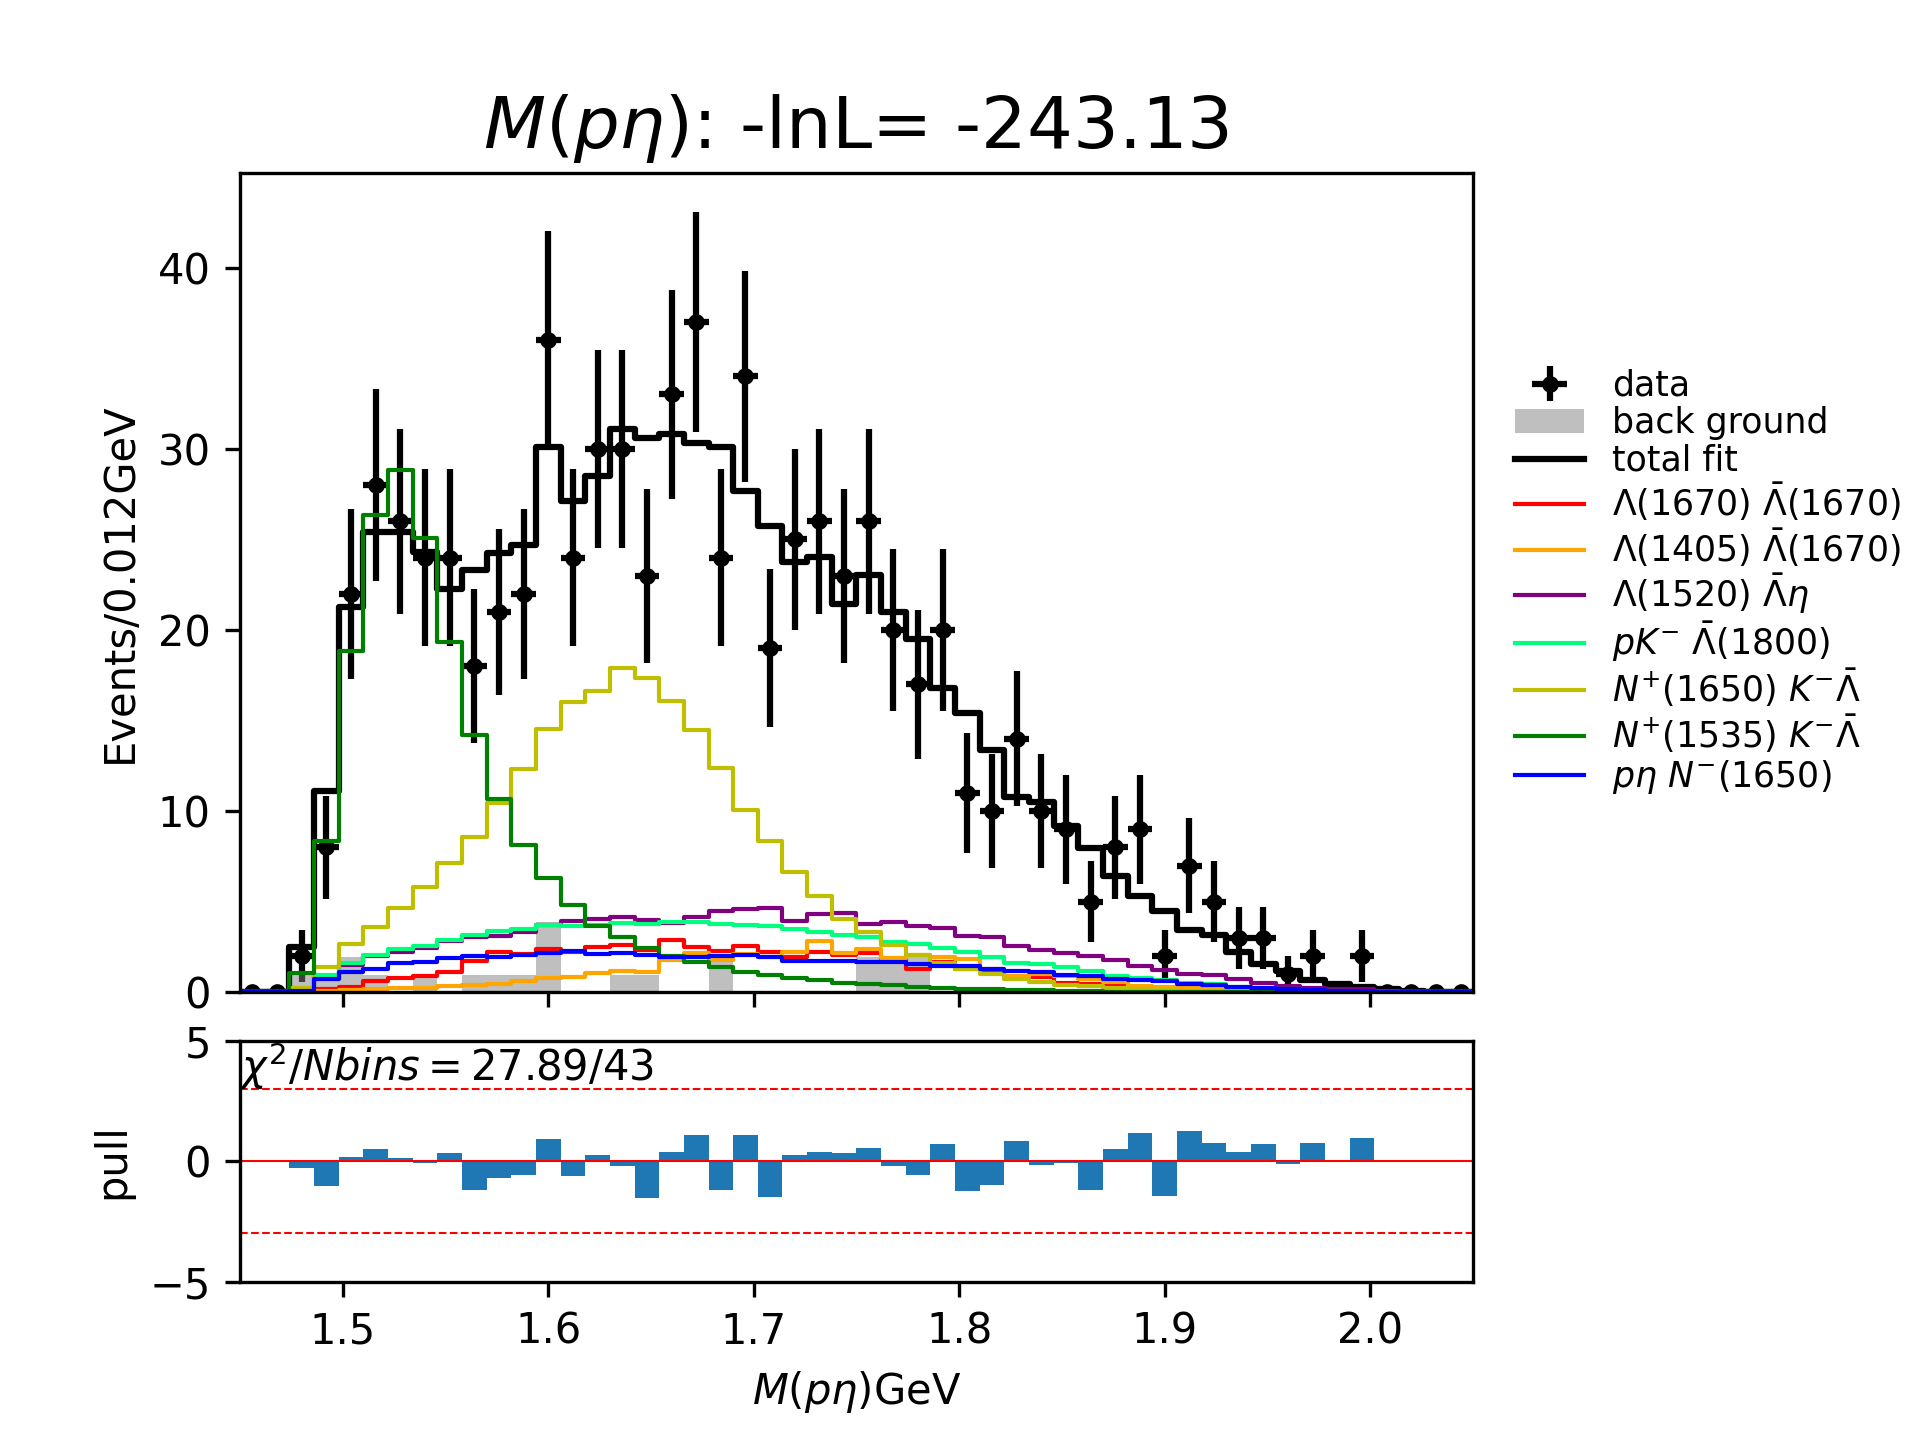 M(pη): -lnL= -243.13
Events/0.012GeV
40
30
20
10
0
data
back ground
total fit
Λ(1670) Λ̄(1670)
Λ(1405) Λ̄(1670)
Λ(1520) Λ̄η
pK⁻ Λ̄(1800)
N⁺(1650) K⁻Λ̄
N⁺(1535) K⁻Λ̄
pη N⁻(1650)
χ²/Nbins = 27.89/43
pull
5
0
−5
1.5 1.6 1.7 1.8 1.9 2.0
M(pη)GeV